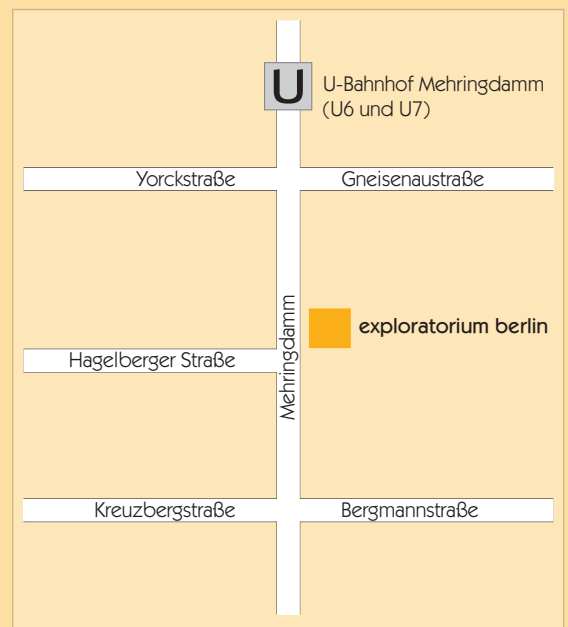 U
U-Bahnhof Mehringdamm
(U6 und U7)
Yorckstraße
Gneisenaustraße
Mehringdamm
exploratorium berlin
Hagelberger Straße
Kreuzbergstraße
Bergmannstraße